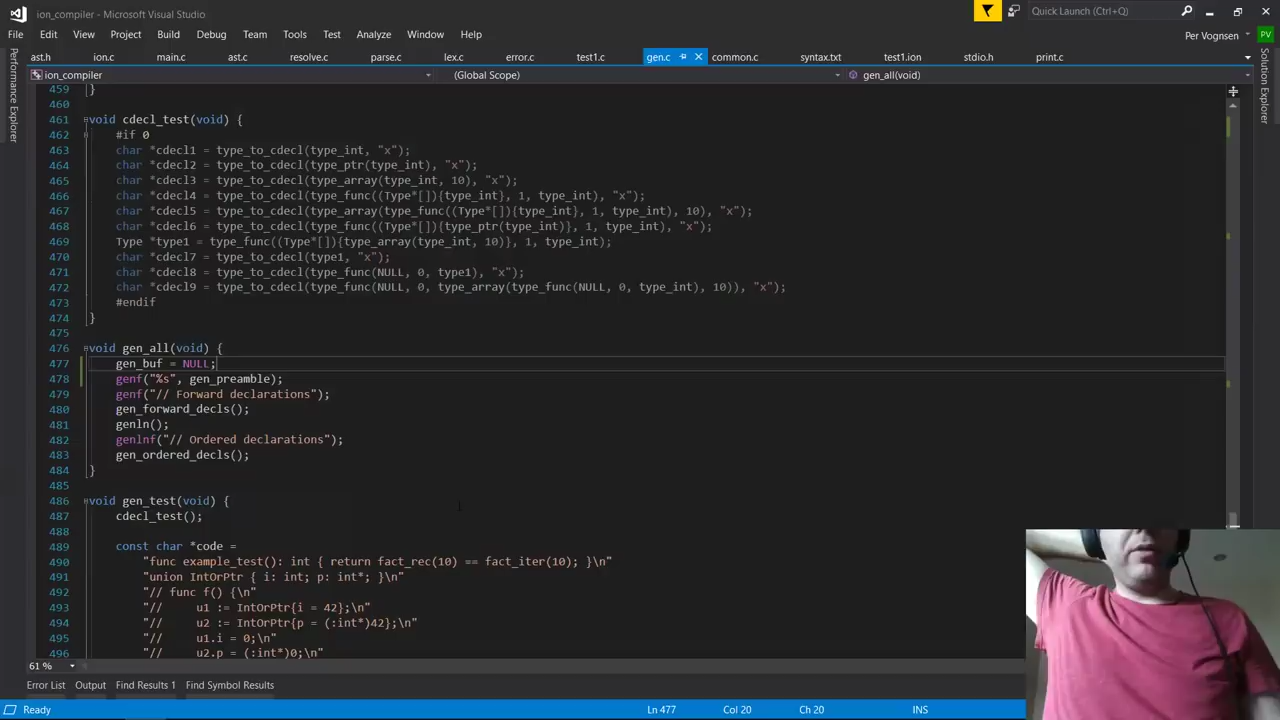 ion_compiler - Microsoft Visual Studio
Quick Launch (Ctrl+Q)
File Edit View Project Build Debug Team Tools Test Analyze Window Help
Per Vognsen PV
ast.h ion.c main.c ast.c resolve.c parse.c lex.c error.c test1.c gen.c common.c syntax.txt test1.ion stdio.h print.c
ion_compiler (Global Scope) gen_all(void)
Performance Explorer
Solution Explorer
459 }
460
461 void cdecl_test(void) {
462 #if 0
463 char *cdecl1 = type_to_cdecl(type_int, "x");
464 char *cdecl2 = type_to_cdecl(type_ptr(type_int), "x");
465 char *cdecl3 = type_to_cdecl(type_array(type_int, 10), "x");
466 char *cdecl4 = type_to_cdecl(type_func((Type*[]){type_int}, 1, type_int), "x");
467 char *cdecl5 = type_to_cdecl(type_array(type_func((Type*[]){type_int}, 1, type_int), 10), "x");
468 char *cdecl6 = type_to_cdecl(type_func((Type*[]){type_ptr(type_int)}, 1, type_int), "x");
469 Type *type1 = type_func((Type*[]){type_array(type_int, 10)}, 1, type_int);
470 char *cdecl7 = type_to_cdecl(type1, "x");
471 char *cdecl8 = type_to_cdecl(type_func(NULL, 0, type1), "x");
472 char *cdecl9 = type_to_cdecl(type_func(NULL, 0, type_array(type_func(NULL, 0, type_int), 10)), "x");
473 #endif
474 }
475
476 void gen_all(void) {
477 gen_buf = NULL;
478 genf("%s", gen_preamble);
479 genf("// Forward declarations");
480 gen_forward_decls();
481 genln();
482 genlnf("// Ordered declarations");
483 gen_ordered_decls();
484 }
485
486 void gen_test(void) {
487 cdecl_test();
488
489 const char *code =
490 "func example_test(): int { return fact_rec(10) == fact_iter(10); }\n"
491 "union IntOrPtr { i: int; p: int*; }\n"
492 "// func f() {\n"
493 "// u1 := IntOrPtr{i = 42};\n"
494 "// u2 := IntOrPtr{p = (:int*)42};\n"
495 "// u1.i = 0;\n"
496 "// u2.p = (:int*)0;\n"
61 %
Error List Output Find Results 1 Find Symbol Results
Ready Ln 477 Col 20 Ch 20 INS